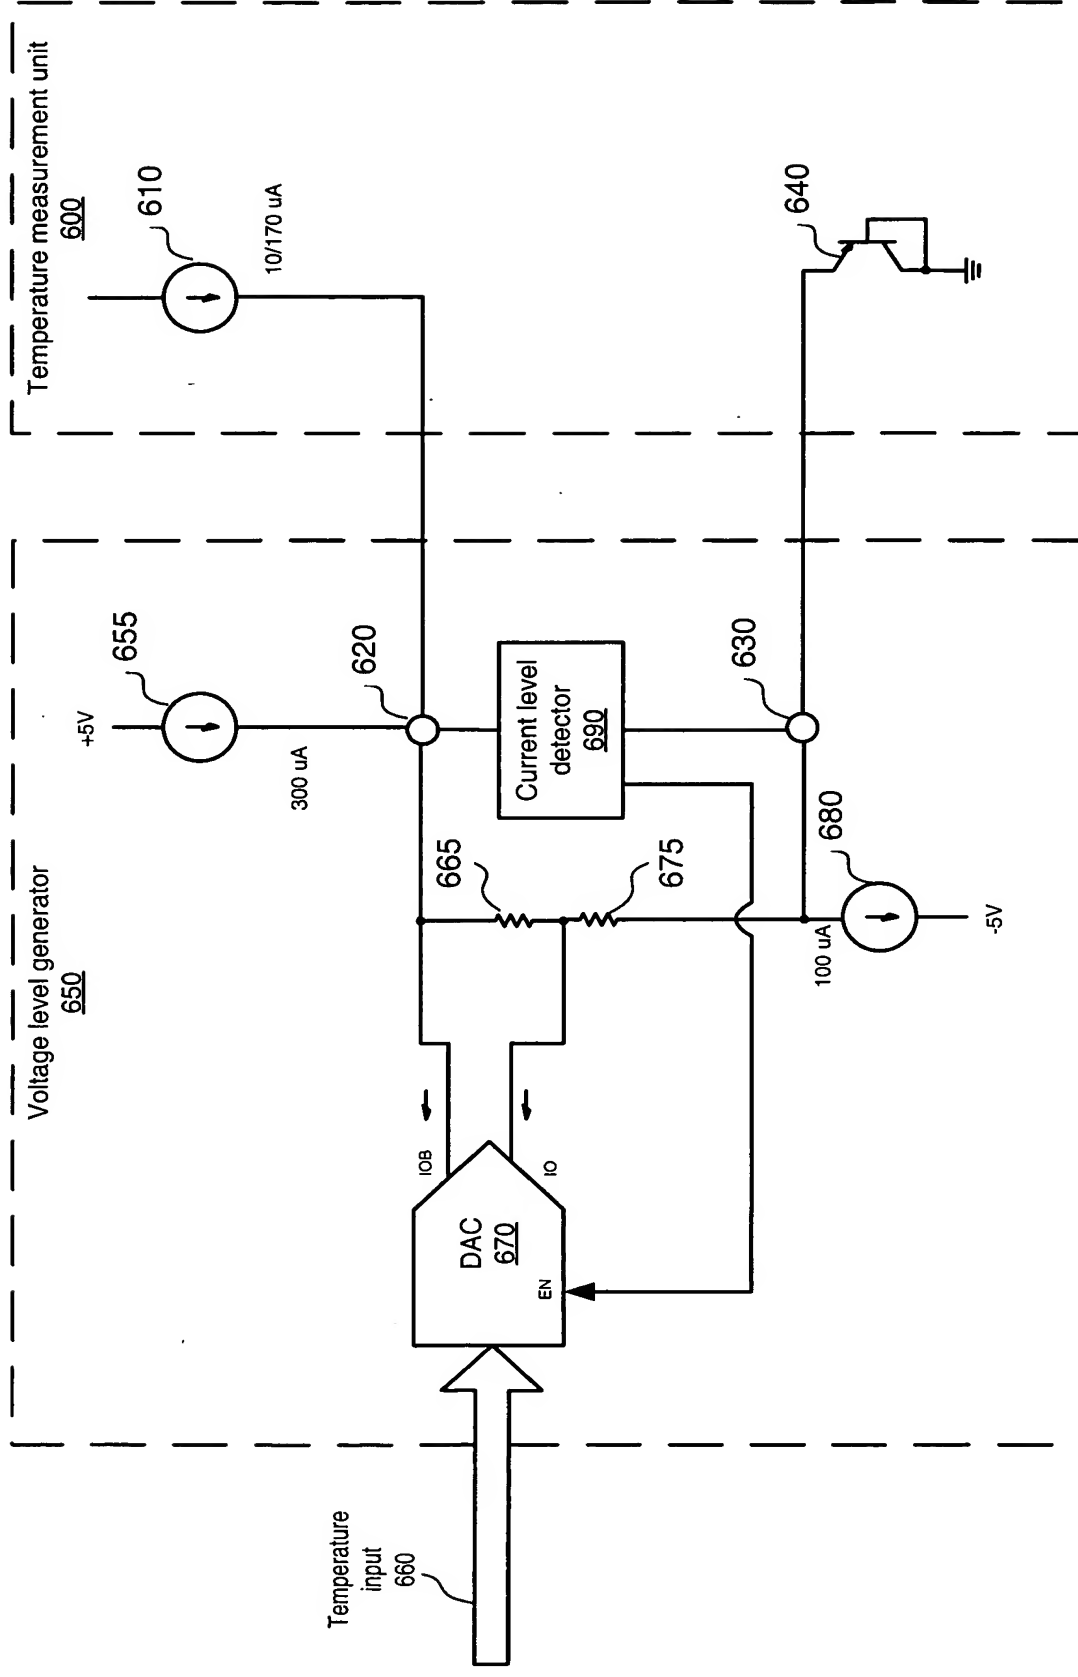 Temperature measurement unit
600
610
10/170 uA
640
Voltage level generator
650
+5V
655
300 uA
620
Current level
detector
690
630
665
675
680
100 uA
-5V
IOB
IO
DAC
670
EN
Temperature
input
660